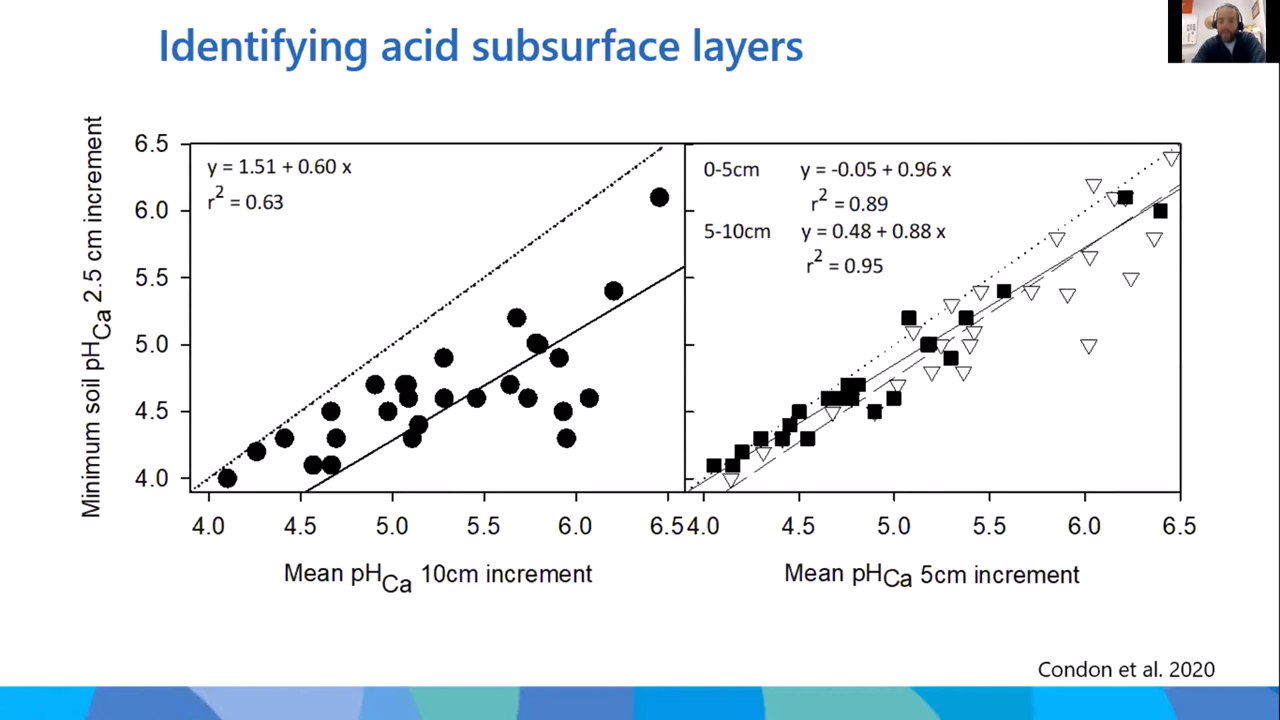 Identifying acid subsurface layers
Minimum soil pHCa 2.5 cm increment
6.5
6.0
5.5
5.0
4.5
4.0
y = 1.51 + 0.60 x
r2 = 0.63
4.0 4.5 5.0 5.5 6.0 6.5
Mean pHCa 10cm increment
0-5cm y = -0.05 + 0.96 x
r2 = 0.89
5-10cm y = 0.48 + 0.88 x
r2 = 0.95
4.0 4.5 5.0 5.5 6.0 6.5
Mean pHCa 5cm increment
Condon et al. 2020